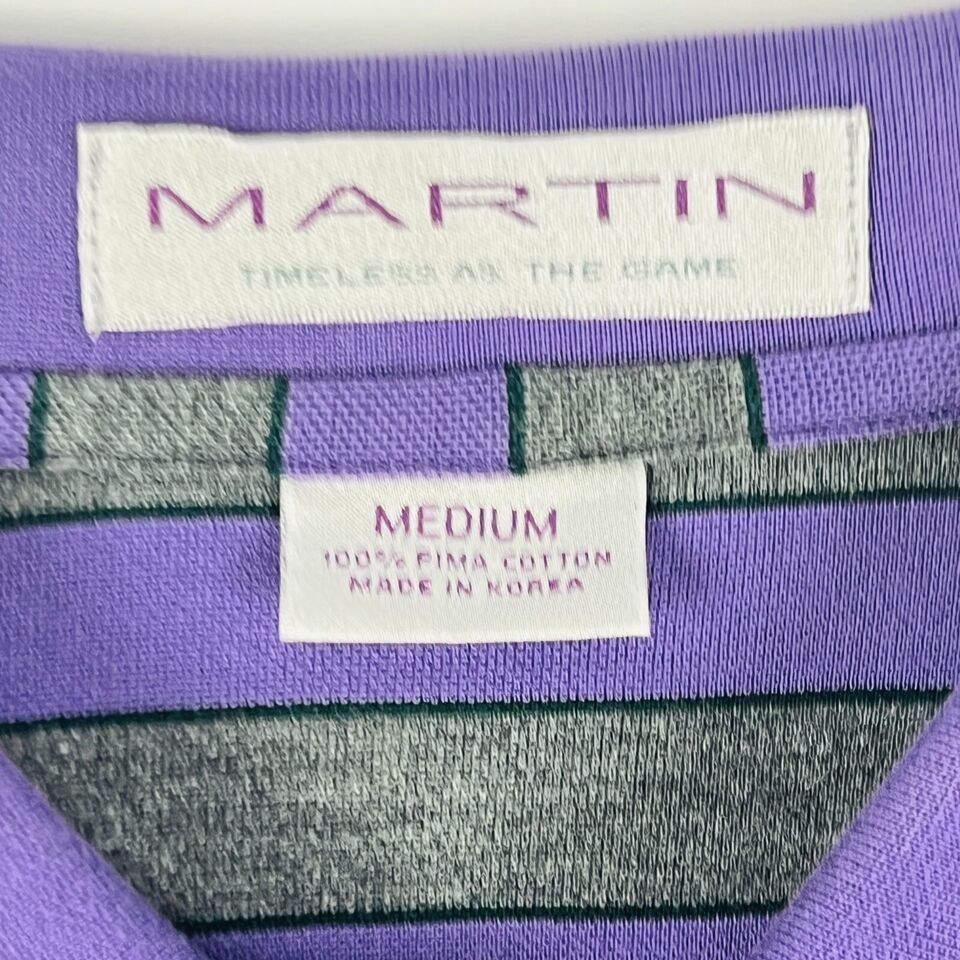 MARTIN
TIMELESS AS THE GAME
MEDIUM
100% PIMA COTTON
MADE IN KOREA